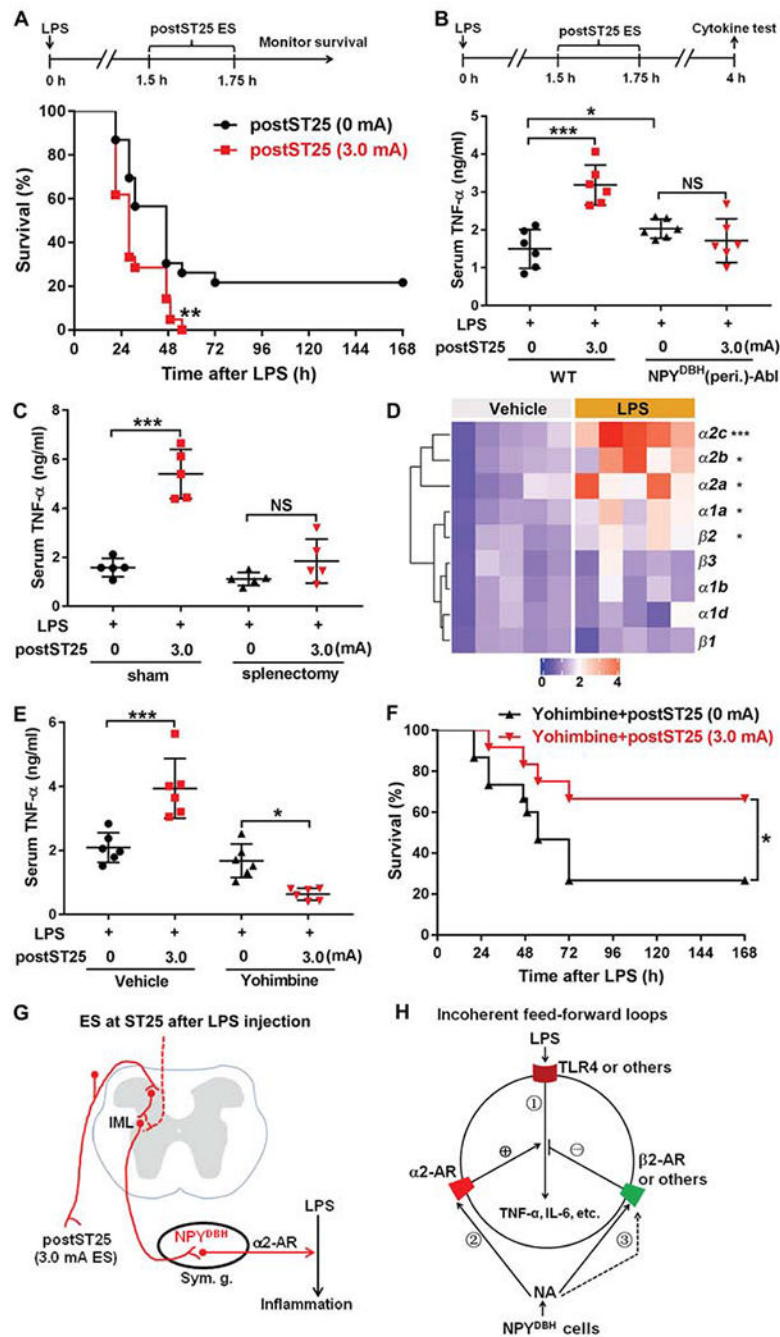 A
LPS
postST25 ES
Monitor survival
0 h
1.5 h
1.75 h
postST25 (0 mA)
postST25 (3.0 mA)
Survival (%)
100
80
60
40
20
0
**
0 24 48 72 96 120 144 168
Time after LPS (h)
B
LPS
postST25 ES
Cytokine test
0 h
1.5 h
1.75 h
4 h
Serum TNF-α (ng/ml)
5
4
3
2
1
0
*
***
NS
LPS + + + +
postST25 0 3.0 0 3.0 (mA)
WT
NPY^DBH(peri.)-Abl
C
Serum TNF-α (ng/ml)
8
6
4
2
0
***
NS
LPS + + + +
postST25 0 3.0 0 3.0 (mA)
sham
splenectomy
D
Vehicle
LPS
α2c ***
α2b *
α2a *
α1a *
β2 *
β3
α1b
α1d
β1
0 2 4
E
Serum TNF-α (ng/ml)
6
4
2
0
***
*
LPS + + + +
postST25 0 3.0 0 3.0 (mA)
Vehicle
Yohimbine
F
Yohimbine+postST25 (0 mA)
Yohimbine+postST25 (3.0 mA)
Survival (%)
100
80
60
40
20
0
*
0 24 48 72 96 120 144 168
Time after LPS (h)
G
ES at ST25 after LPS injection
IML
postST25
(3.0 mA ES)
NPY^DBH
Sym. g.
α2-AR
LPS
Inflammation
H
Incoherent feed-forward loops
LPS
TLR4 or others
①
⊕
⊖
α2-AR
β2-AR
or others
TNF-α, IL-6, etc.
②
③
NA
NPY^DBH cells